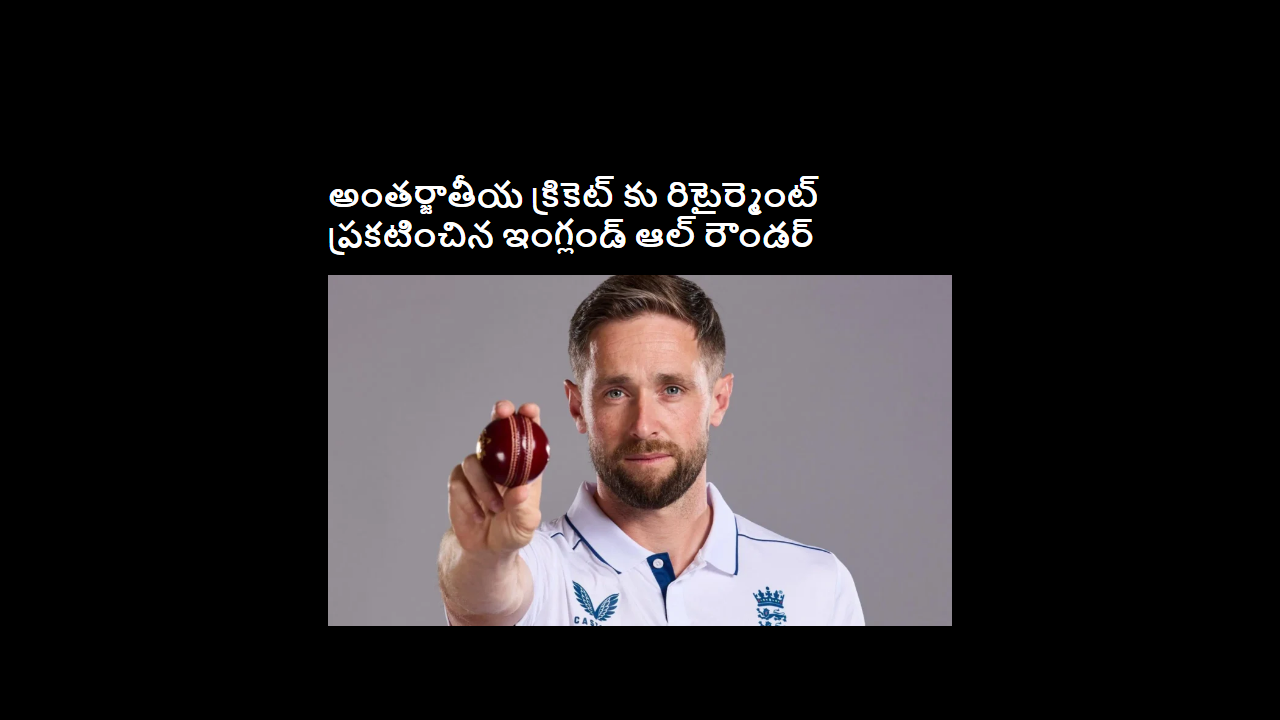 అంతర్జాతీయ క్రికెట్ కు రిటైర్మెంట్
ప్రకటించిన ఇంగ్లండ్ ఆల్ రౌండర్